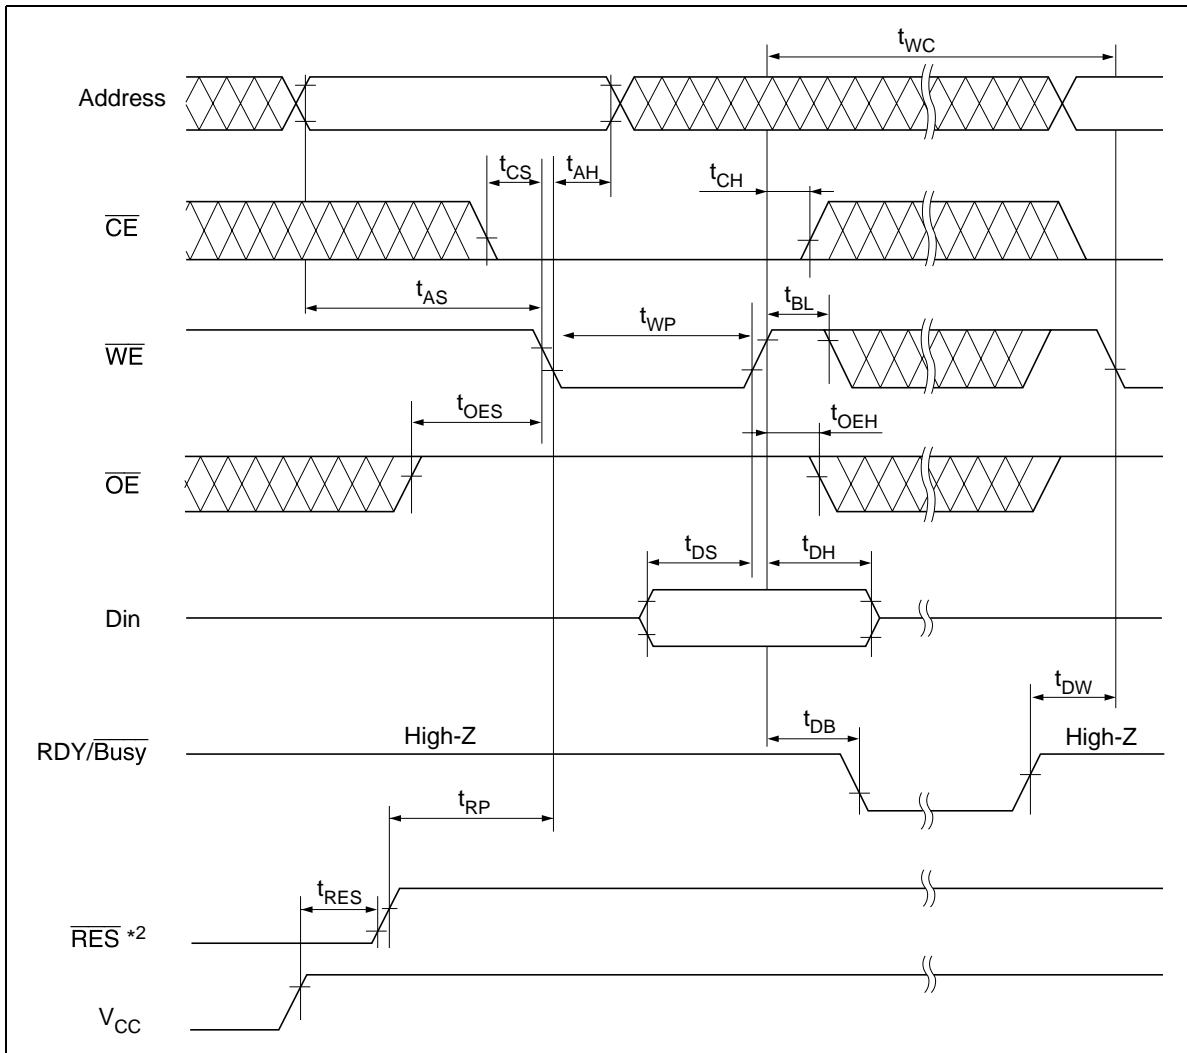 tWC
Address
tCS
tAH
tCH
CE
tAS
tBL
tWP
WE
tOES
tOEH
OE
tDS
tDH
Din
tDW
tDB
RDY/Busy
High-Z
High-Z
tRP
tRES
RES *2
VCC